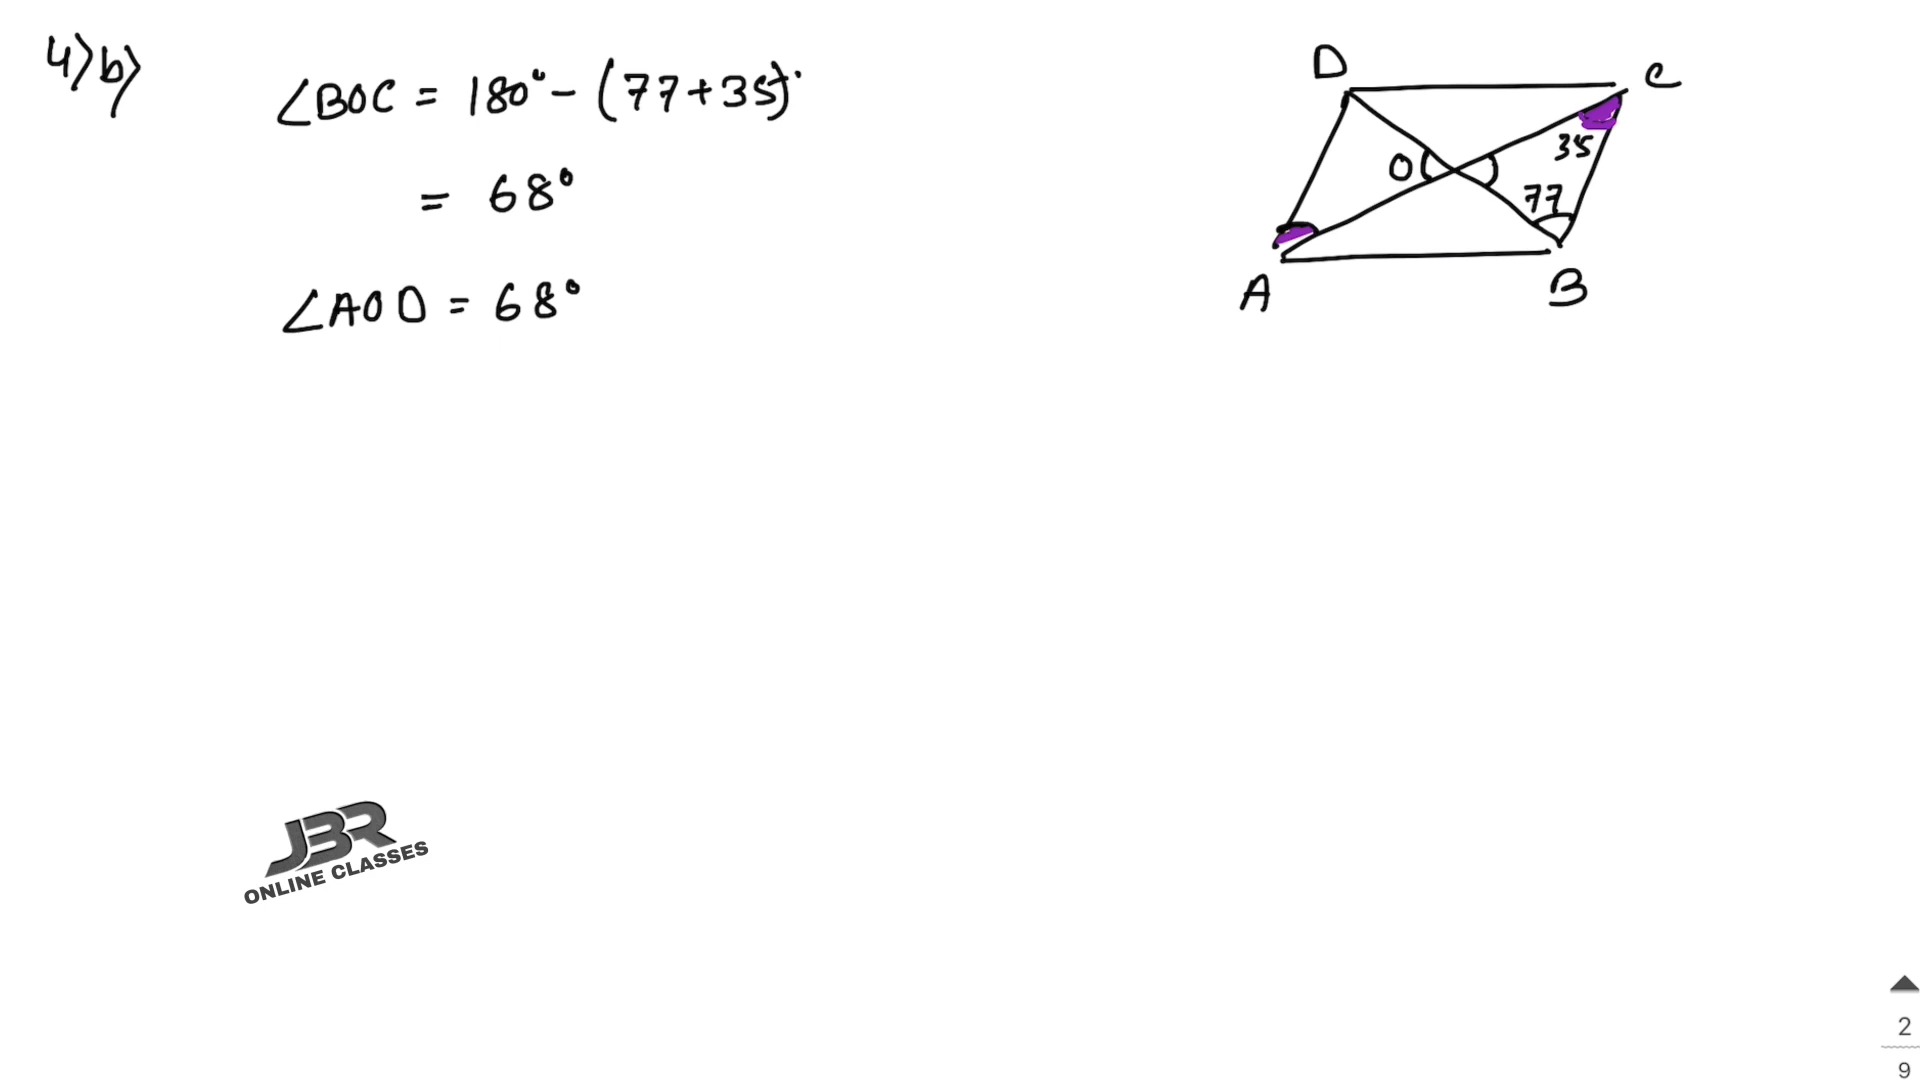 4)b)
∠BOC = 180° - (77+35)°
= 68°
∠AOD = 68°
D
C
O
35
77
A
B
JBR
ONLINE CLASSES
2
9